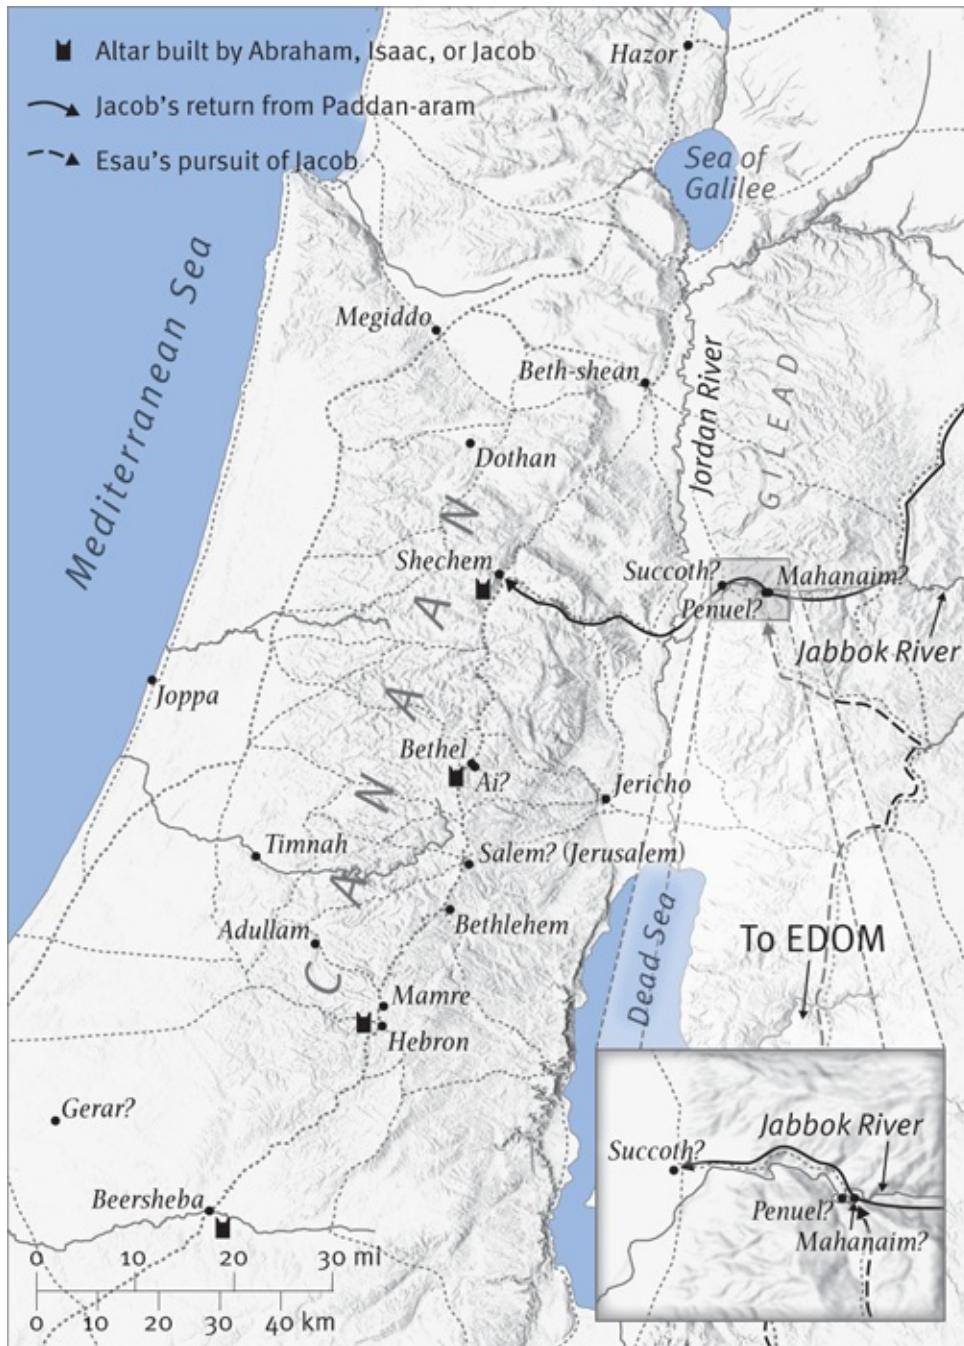 Altar built by Abraham, Isaac, or Jacob
Jacob's return from Paddan-aram
Esau's pursuit of Jacob
Hazor
Sea of
Galilee
Mediterranean Sea
Megiddo
Beth-shean
Jordan River
GILEAD
Dothan
CANAAN
Shechem
Succoth?
Mahanaim?
Penuel?
Jabbok River
Joppa
Bethel
Ai?
Jericho
Timnah
Salem? (Jerusalem)
Adullam
Bethlehem
Dead Sea
To EDOM
Mamre
Hebron
Gerar?
Beersheba
0 10 20 30 mi
0 10 20 30 40 km
Jabbok River
Succoth?
Penuel?
Mahanaim?